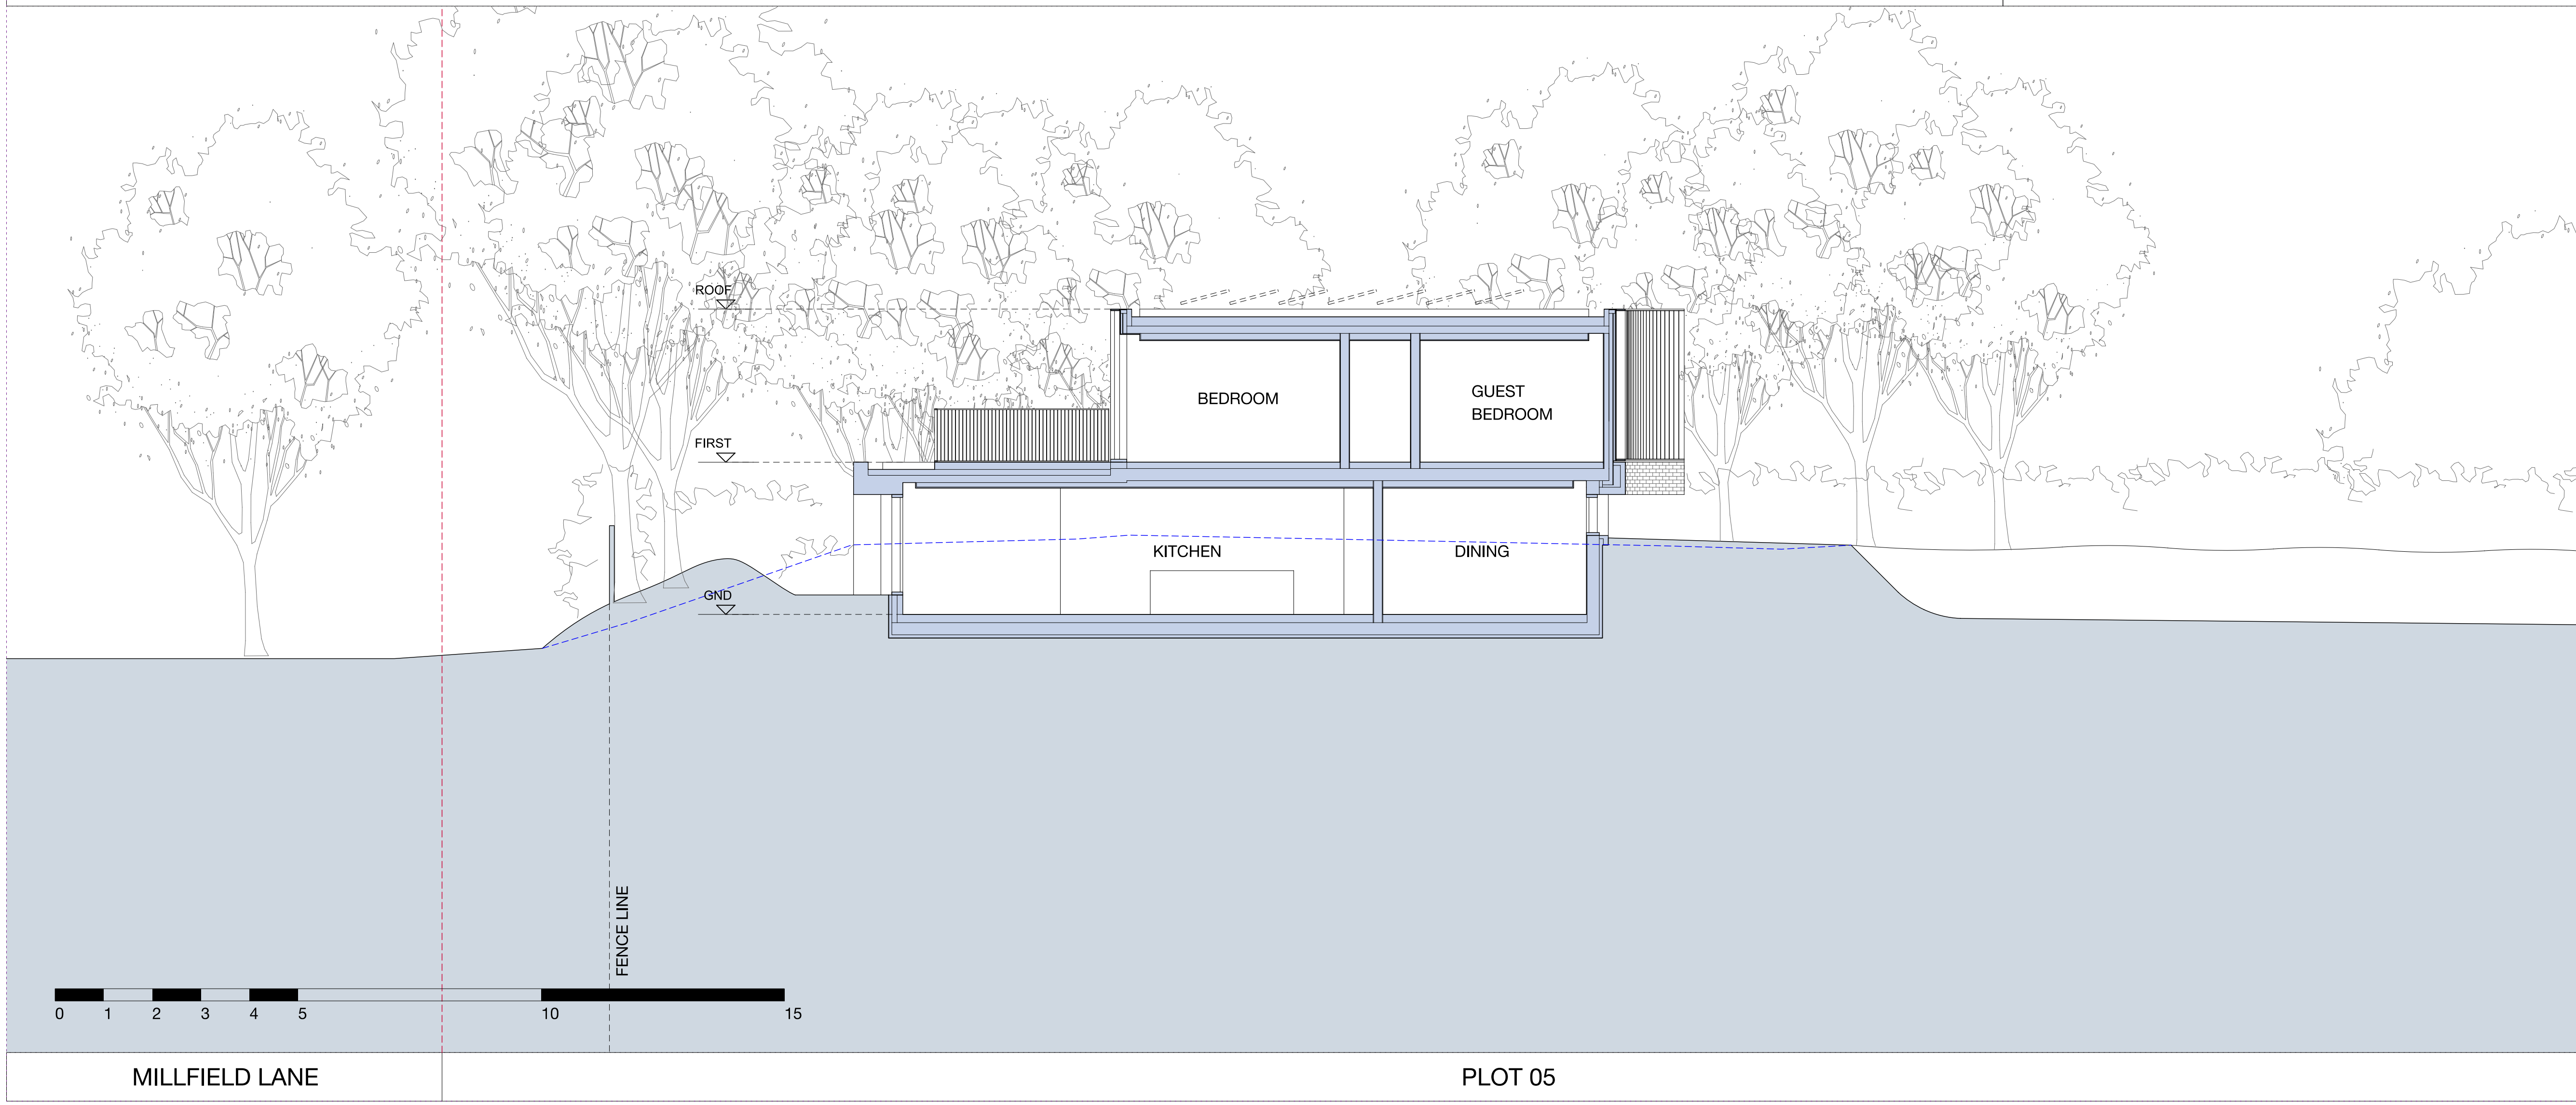 ROOF
BEDROOM
GUEST
BEDROOM
FIRST
KITCHEN
DINING
GND
FENCE LINE
0 1 2 3 4 5 10 15
MILLFIELD LANE
PLOT 05